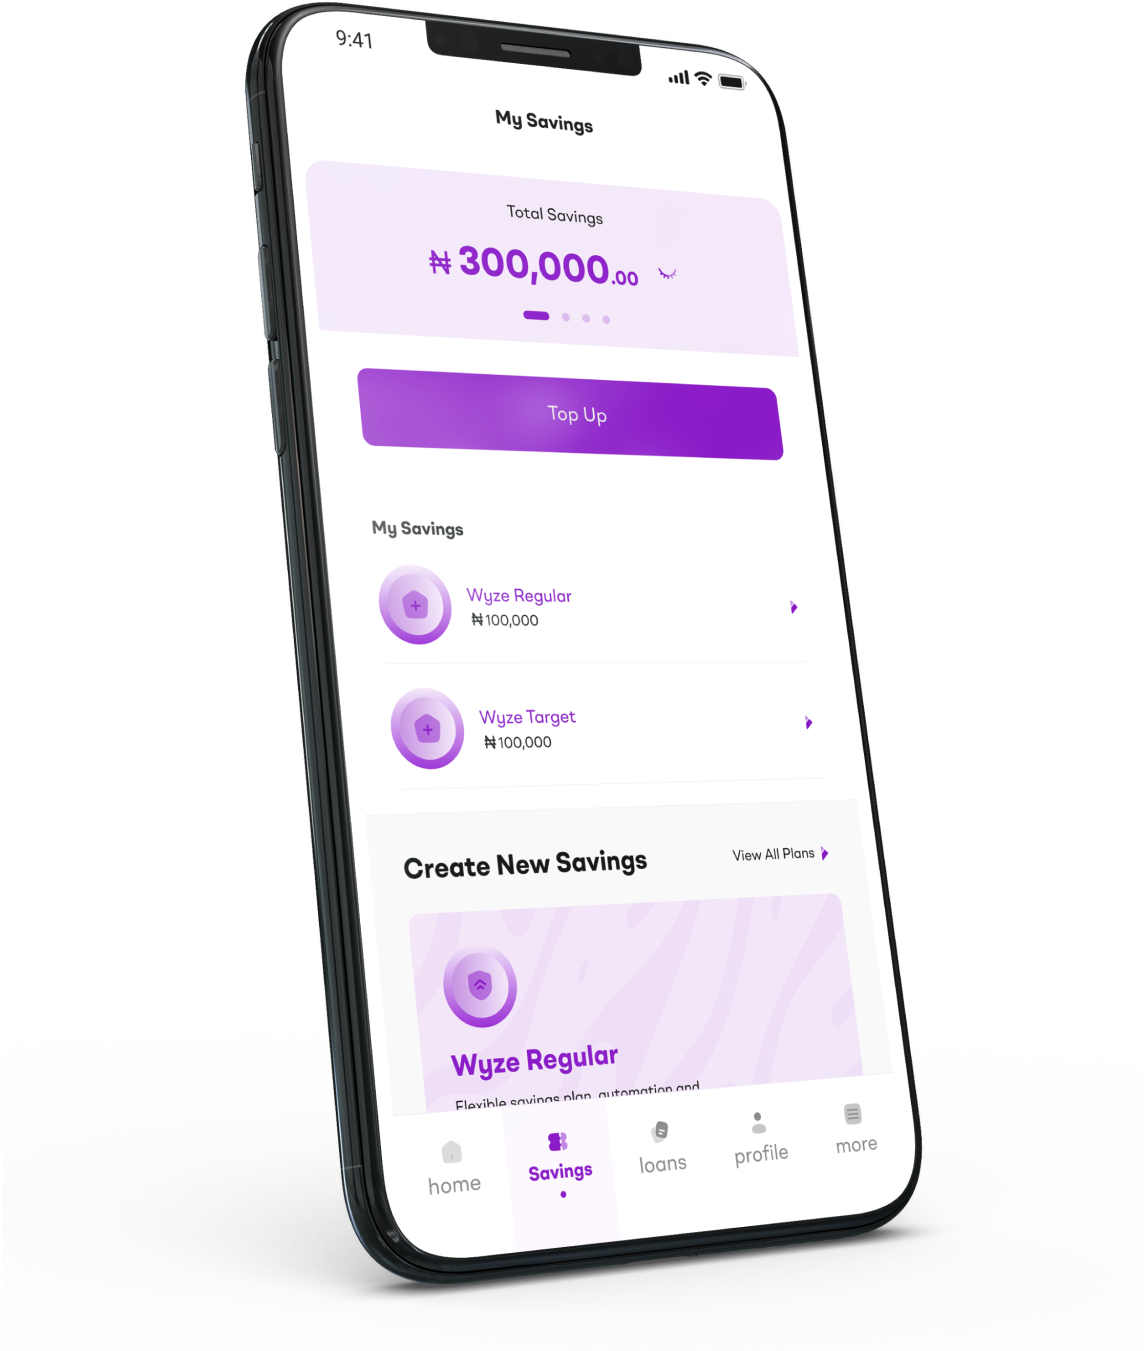 9:41
My Savings
Total Savings
₦ 300,000.00
Top Up
My Savings
Wyze Regular
₦100,000
Wyze Target
₦100,000
Create New Savings
View All Plans
Wyze Regular
Flexible savings plan, automation and
home
Savings
loans
profile
more